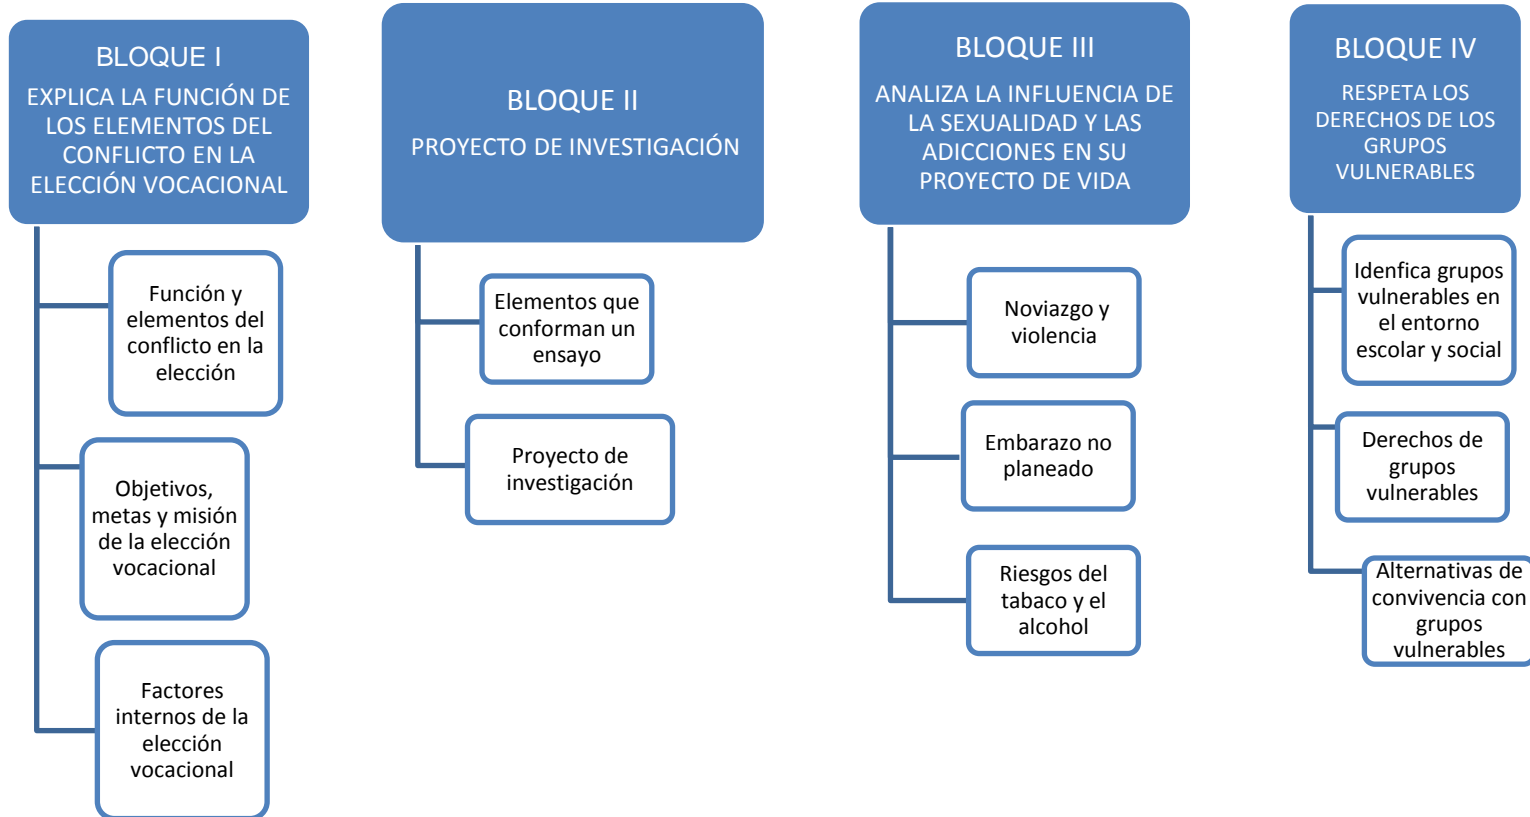 BLOQUE I
EXPLICA LA FUNCIÓN DE
LOS ELEMENTOS DEL
CONFLICTO EN LA
ELECCIÓN VOCACIONAL
Función y
elementos del
conflicto en la
elección
Objetivos,
metas y misión
de la elección
vocacional
Factores
internos de la
elección
vocacional
BLOQUE II
PROYECTO DE INVESTIGACIÓN
Elementos que
conforman un
ensayo
Proyecto de
investigación
BLOQUE III
ANALIZA LA INFLUENCIA DE
LA SEXUALIDAD Y LAS
ADICCIONES EN SU
PROYECTO DE VIDA
Noviazgo y
violencia
Embarazo no
planeado
Riesgos del
tabaco y el
alcohol
BLOQUE IV
RESPETA LOS
DERECHOS DE LOS
GRUPOS
VULNERABLES
Idenfica grupos
vulnerables en
el entorno
escolar y social
Derechos de
grupos
vulnerables
Alternativas de
convivencia con
grupos
vulnerables